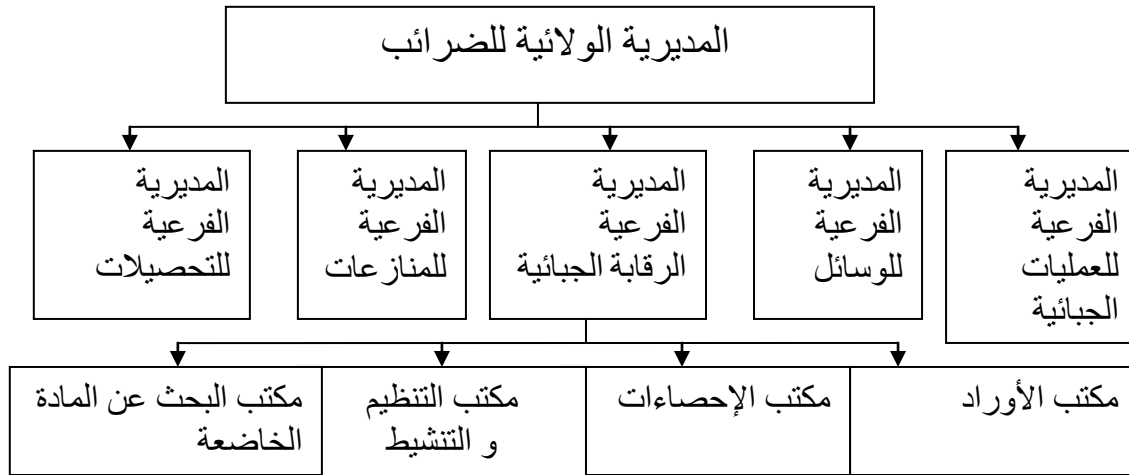 المديرية الولائية للضرائب
المديرية
الفرعية
للعمليات
الجبائية
المديرية
الفرعية
للوسائل
المديرية
الفرعية
الرقابة الجبائية
المديرية
الفرعية
للمنازعات
المديرية
الفرعية
للتحصيلات
مكتب الأوراد
مكتب الإحصاءات
مكتب التنظيم
و التنشيط
مكتب البحث عن المادة
الخاضعة